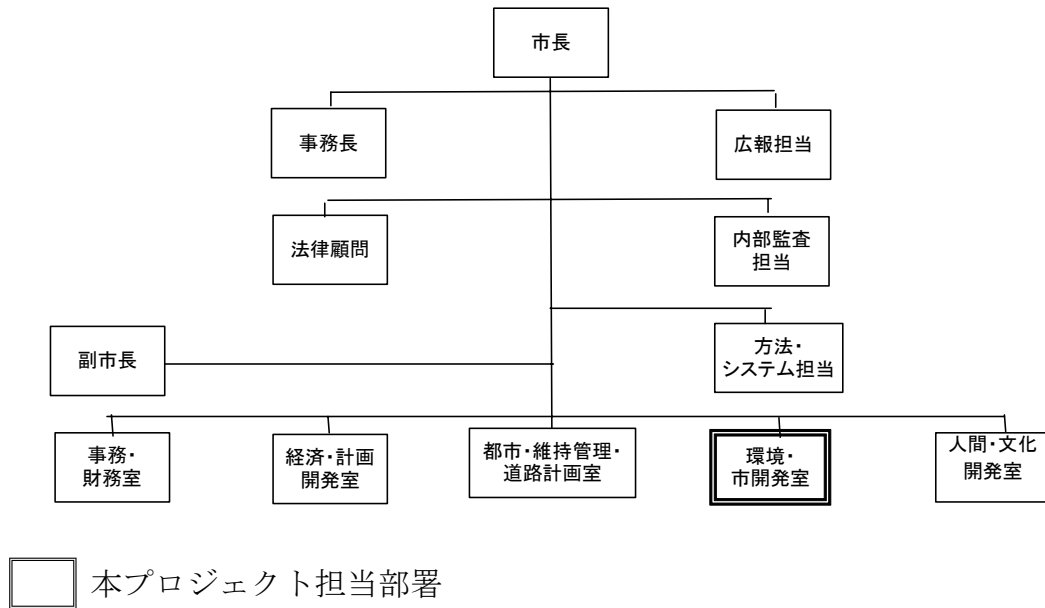 市長
事務長
広報担当
法律顧問
内部監査
担当
副市長
方法・
システム担当
事務・
財務室
経済・計画
開発室
都市・維持管理・
道路計画室
環境・
市開発室
人間・文化
開発室
本プロジェクト担当部署